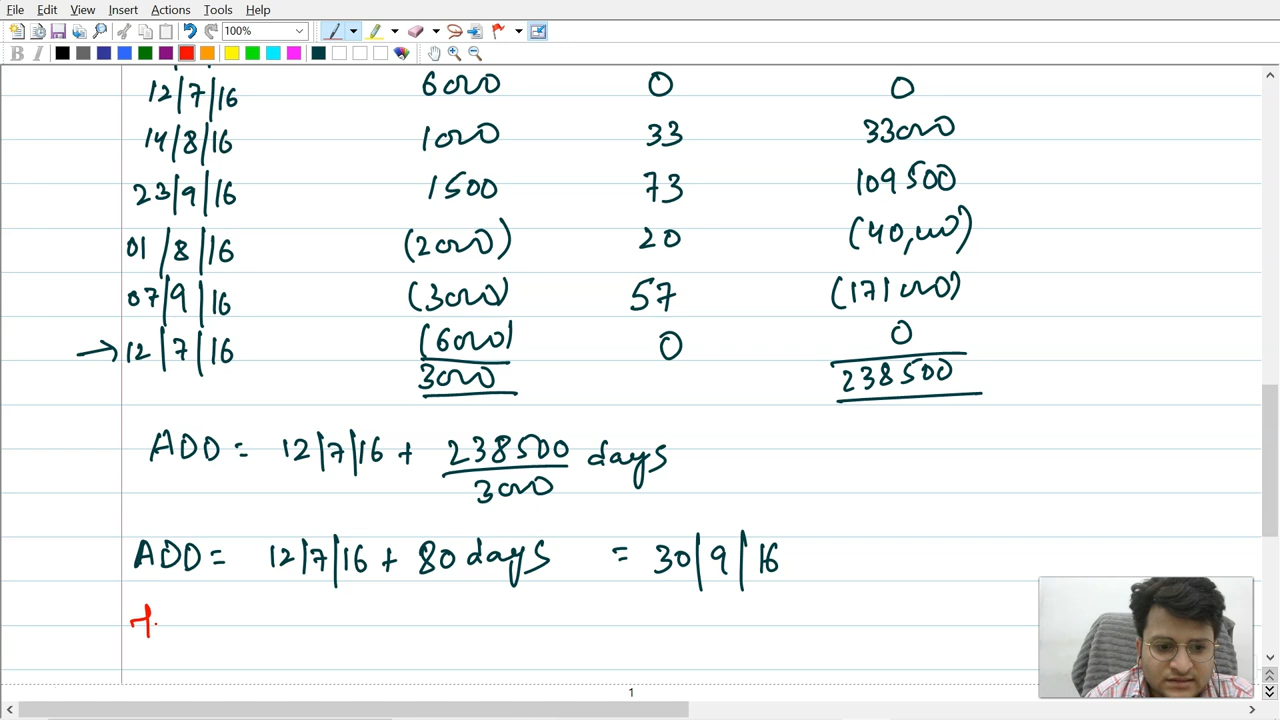 File Edit View Insert Actions Tools Help
100%
B I
12/7/16 6000 0 0
14/8/16 1000 33 33000
23/9/16 1500 73 109500
01/8/16 (2000) 20 (40,000)
07/9/16 (3000) 57 (171000)
→ 12/7/16 (6000) 0 0
3000 238500
ADD = 12/7/16 + 238500/3000 days
ADD = 12/7/16 + 80 days = 30/9/16
1